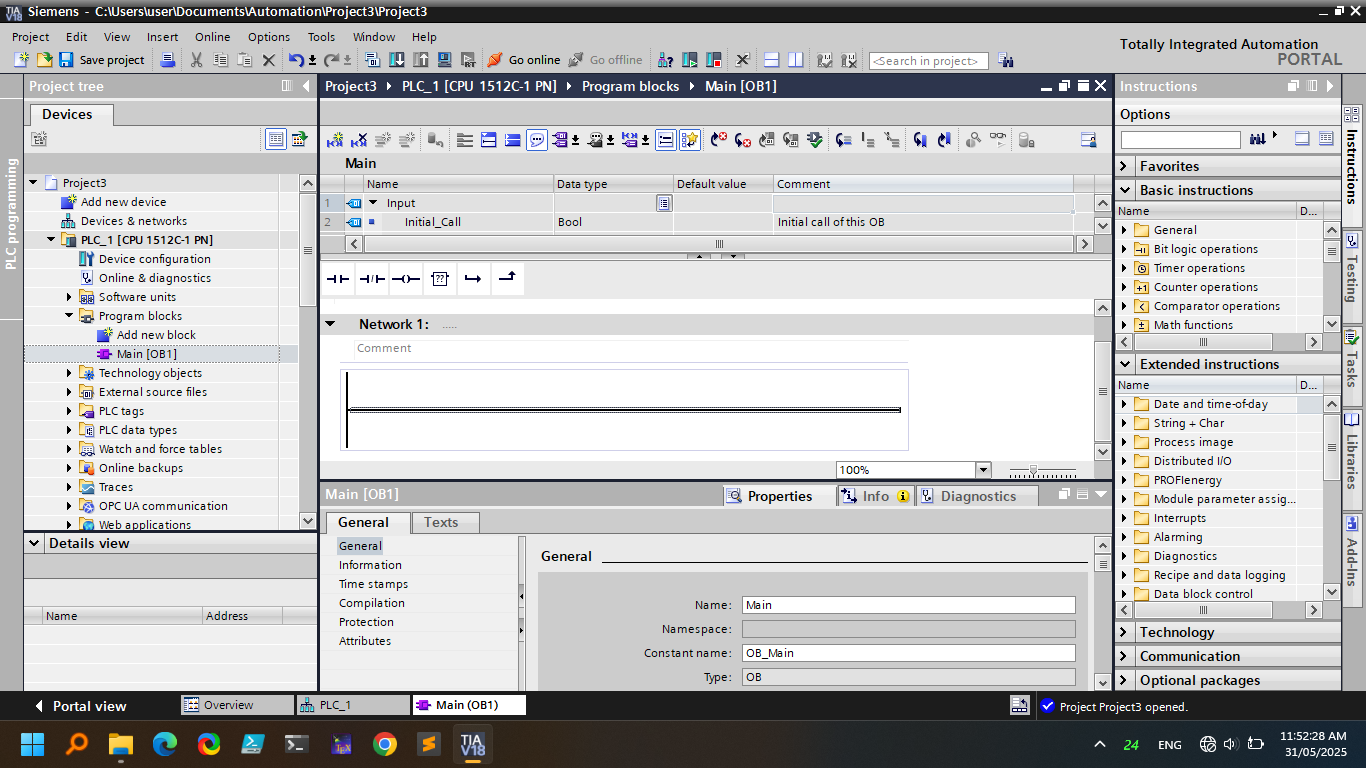 Siemens - C:\Users\user\Documents\Automation\Project3\Project3
Project Edit View Insert Online Options Tools Window Help
Totally Integrated Automation
PORTAL
Save project Go online Go offline <Search in project>
Project tree
Devices
PLC programming
Project3
Add new device
Devices & networks
PLC_1 [CPU 1512C-1 PN]
Device configuration
Online & diagnostics
Software units
Program blocks
Add new block
Main [OB1]
Technology objects
External source files
PLC tags
PLC data types
Watch and force tables
Online backups
Traces
OPC UA communication
Web applications
Details view
Name Address
Project3 PLC_1 [CPU 1512C-1 PN] Program blocks Main [OB1]
Main
Name Data type Default value Comment
1 Input
2 Initial_Call Bool Initial call of this OB
??
Network 1: .....
Comment
100%
Main [OB1]
Properties Info Diagnostics
General Texts
General
Information
Time stamps
Compilation
Protection
Attributes
General
Name: Main
Namespace:
Constant name: OB_Main
Type: OB
Instructions
Options
Favorites
Basic instructions
Name D...
General
Bit logic operations
Timer operations
Counter operations
Comparator operations
Math functions
Extended instructions
Name D...
Date and time-of-day
String + Char
Process image
Distributed I/O
PROFIenergy
Module parameter assig...
Interrupts
Alarming
Diagnostics
Recipe and data logging
Data block control
Technology
Communication
Optional packages
Instructions
Testing
Tasks
Libraries
Add-Ins
Portal view Overview PLC_1 Main (OB1) Project Project3 opened.
TIA V18 24 ENG 11:52:28 AM
31/05/2025